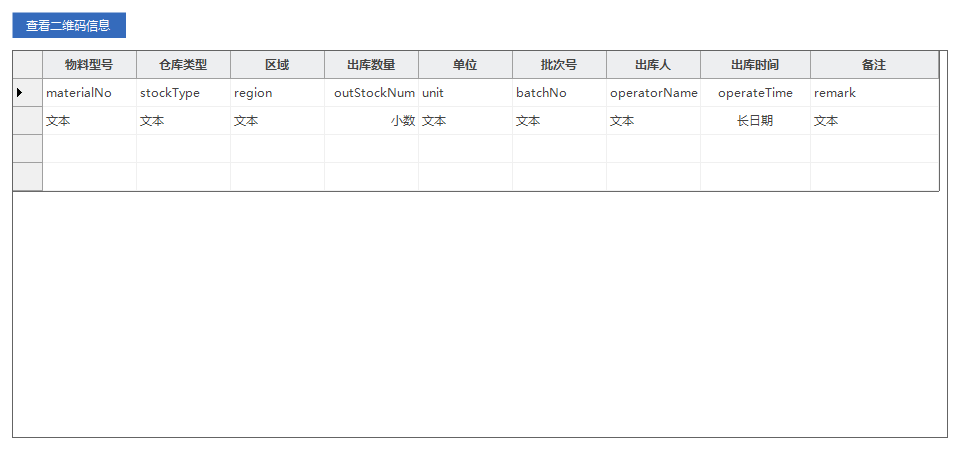 查看二维码信息
物料型号 仓库类型 区域 出库数量 单位 批次号 出库人 出库时间 备注
materialNo stockType region outStockNum unit batchNo operatorName operateTime remark
文本 文本 文本 小数 文本 文本 文本 长日期 文本